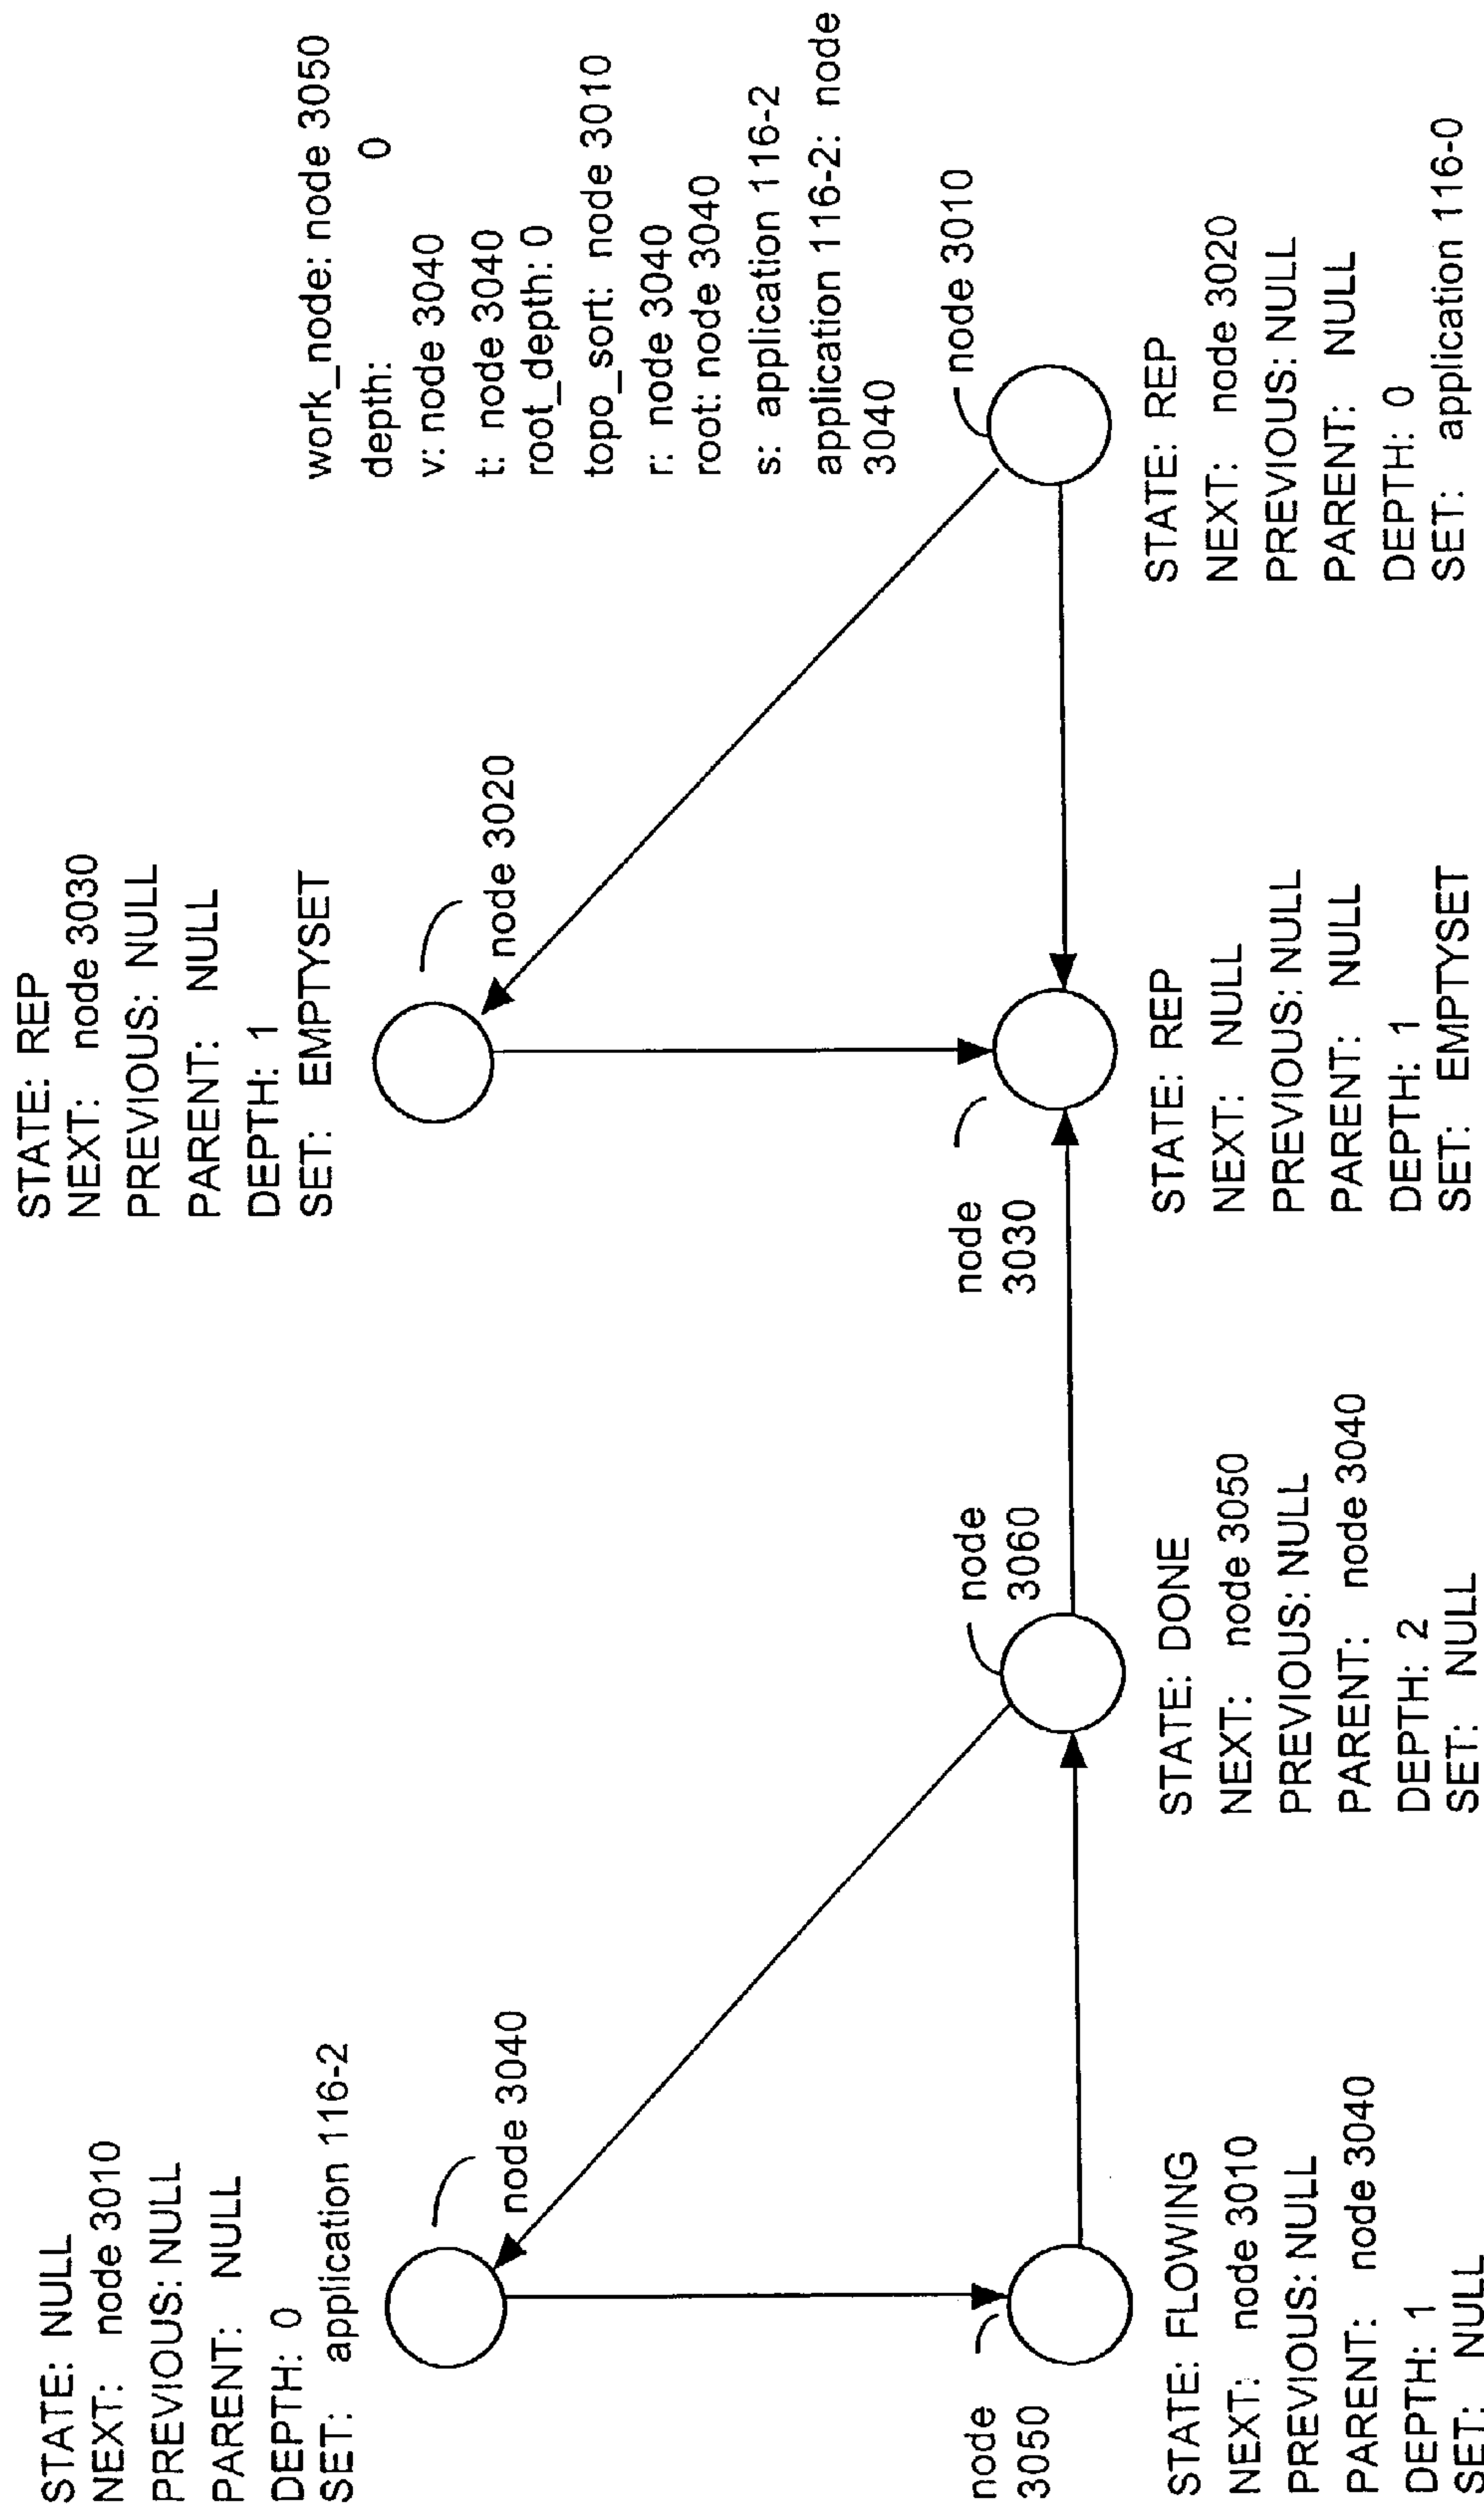 STATE: NULL
NEXT: node 3010
PREVIOUS: NULL
PARENT: NULL
DEPTH: 0
SET: application 116-2
node 3040
STATE: REP
NEXT: node 3030
PREVIOUS: NULL
PARENT: NULL
DEPTH: 1
SET: EMPTYSET
node 3020
work_node: node 3050
depth: 0
v: node 3040
t: node 3040
root_depth: 0
topo_sort: node 3010
r: node 3040
root: node 3040
s: application 116-2
application 116-2: node
3040
node
3050
node
3060
node
3030
node 3010
STATE: FLOWING
NEXT: node 3010
PREVIOUS: NULL
PARENT: node 3040
DEPTH: 1
SET: NULL
STATE: DONE
NEXT: node 3050
PREVIOUS: NULL
PARENT: node 3040
DEPTH: 2
SET: NULL
STATE: REP
NEXT: NULL
PREVIOUS: NULL
PARENT: NULL
DEPTH: 1
SET: EMPTYSET
STATE: REP
NEXT: node 3020
PREVIOUS: NULL
PARENT: NULL
DEPTH: 0
SET: application 116-0